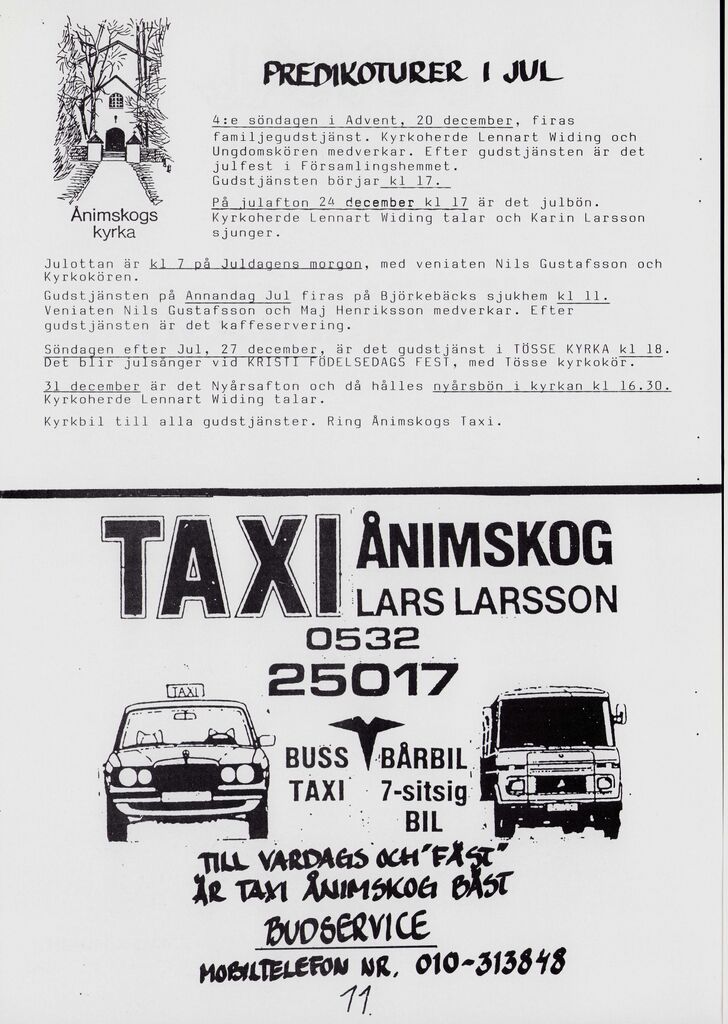 PREDIKOTURER I JUL
4:e söndagen i Advent, 20 december, firas
familjegudstjänst. Kyrkoherde Lennart Widing och
Ungdomskören medverkar. Efter gudstjänsten är det
julfest i Församlingshemmet.
Gudstjänsten börjar kl 17.
På julafton 24 december kl 17 är det julbön.
Kyrkoherde Lennart Widing talar och Karin Larsson
sjunger.
Ånimskogs
kyrka
Julottan är kl 7 på Juldagens morgon, med veniaten Nils Gustafsson och
Kyrkokören.
Gudstjänsten på Annandag Jul firas på Björkebäcks sjukhem kl 11.
Veniaten Nils Gustafsson och Maj Henriksson medverkar. Efter
gudstjänsten är det kaffeservering.
Söndagen efter Jul, 27 december, är det gudstjänst i TÖSSE KYRKA kl 18.
Det blir julsånger vid KRISTI FÖDELSEDAGS FEST, med Tösse kyrkokör.
31 december är det Nyårsafton och då hålles nyårsbön i kyrkan kl 16.30.
Kyrkoherde Lennart Widing talar.
Kyrkbil till alla gudstjänster. Ring Ånimskogs Taxi.
TAXI ÅNIMSKOG
LARS LARSSON
0532
25017
TAXI
BUSS BÅRBIL
TAXI 7-sitsig
BIL
TILL VARDAGS OCH "FÄST"
ÄR TAXI ÅNIMSKOG BÄST
BUDSERVICE
MOBILTELEFON NR. 010-313848
11